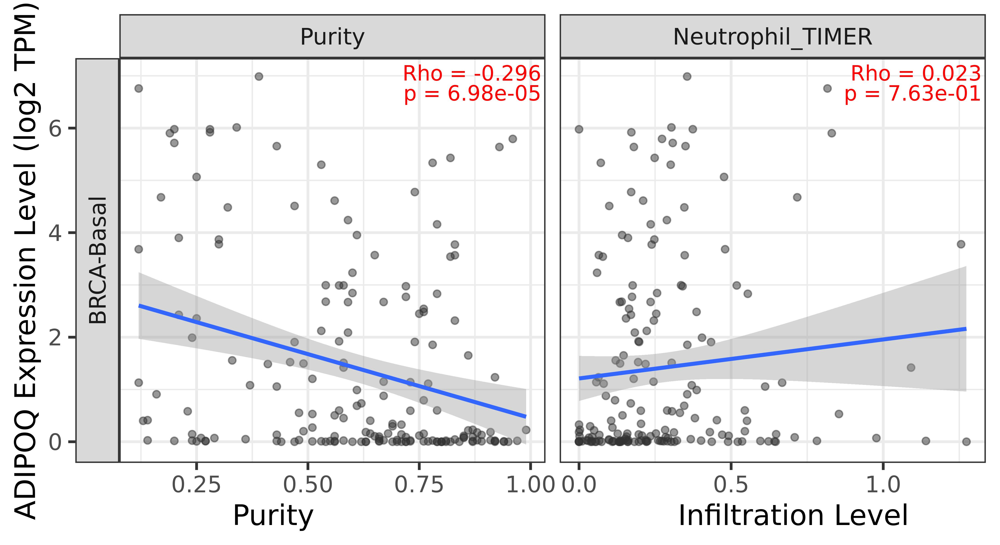 ADIPOQ Expression Level (log2 TPM)
BRCA-Basal
Purity
Neutrophil_TIMER
Rho = -0.296
p = 6.98e-05
Rho = 0.023
p = 7.63e-01
6
4
2
0
0.25 0.50 0.75 1.00
0.0 0.5 1.0
Purity
Infiltration Level